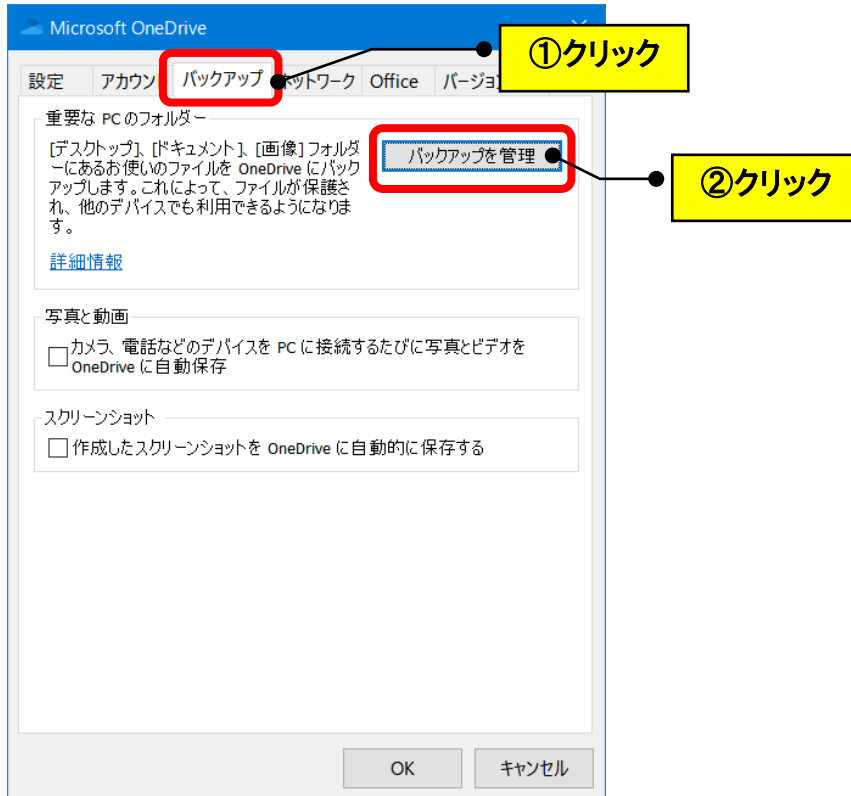 Microsoft OneDrive
①クリック
設定 アカウン バックアップ ットワーク Office バージョ
重要な PC のフォルダー
[デスクトップ]、[ドキュメント]、[画像] フォルダ
ーにあるお使いのファイルを OneDrive にバック
アップします。これによって、ファイルが保護さ
れ、他のデバイスでも利用できるようになりま
す。
バックアップを管理
②クリック
詳細情報
写真と動画
カメラ、電話などのデバイスを PC に接続するたびに写真とビデオを
OneDrive に自動保存
スクリーンショット
作成したスクリーンショットを OneDrive に自動的に保存する
OK キャンセル